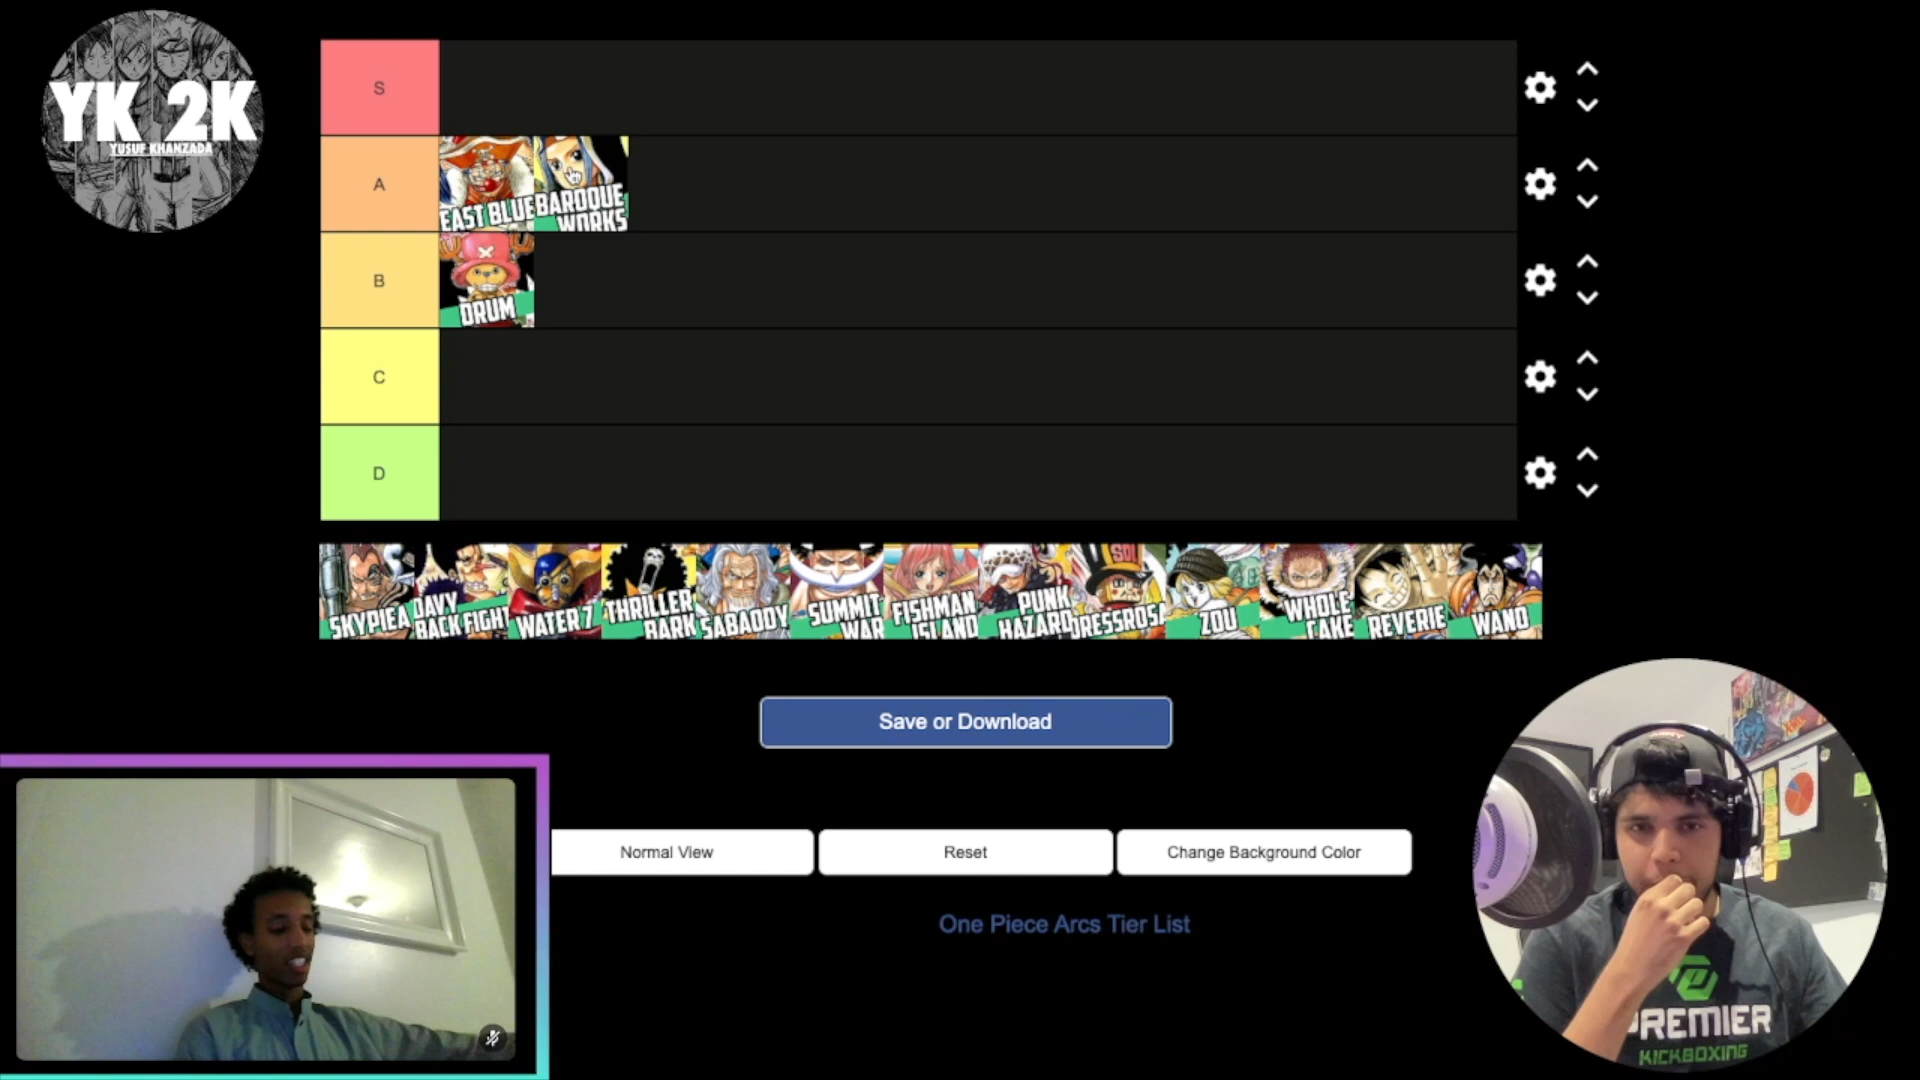 YK 2K
YUSUF KHANZADA
S
A
EAST BLUE
BAROQUE
WORKS
B
DRUM
C
D
SKYPIEA
DAVY
BACK FIGHT
WATER 7
THRILLER
BARK
SABAODY
SUMMIT
WAR
FISHMAN
ISLAND
PUNK
HAZARD
DRESSROSA
ZOU
WHOLE
CAKE
REVERIE
WANO
Save or Download
Normal View
Reset
Change Background Color
One Piece Arcs Tier List
PREMIER
KICKBOXING